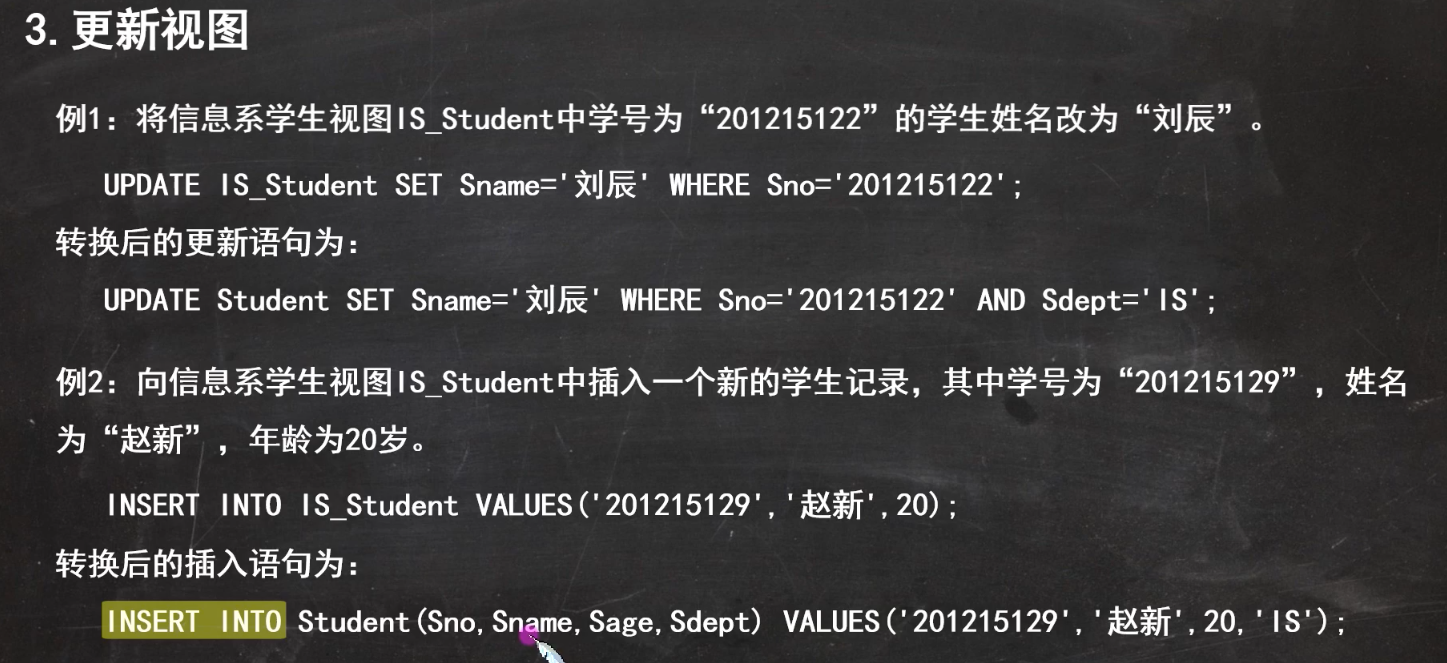 3. 更新视图
例1：将信息系学生视图IS_Student中学号为“201215122”的学生姓名改为“刘辰”。
UPDATE IS_Student SET Sname='刘辰' WHERE Sno='201215122';
转换后的更新语句为：
UPDATE Student SET Sname='刘辰' WHERE Sno='201215122' AND Sdept='IS';
例2：向信息系学生视图IS_Student中插入一个新的学生记录，其中学号为“201215129”，姓名
为“赵新”，年龄为20岁。
INSERT INTO IS_Student VALUES('201215129','赵新',20);
转换后的插入语句为：
INSERT INTO Student(Sno,Sname,Sage,Sdept) VALUES('201215129','赵新',20,'IS');